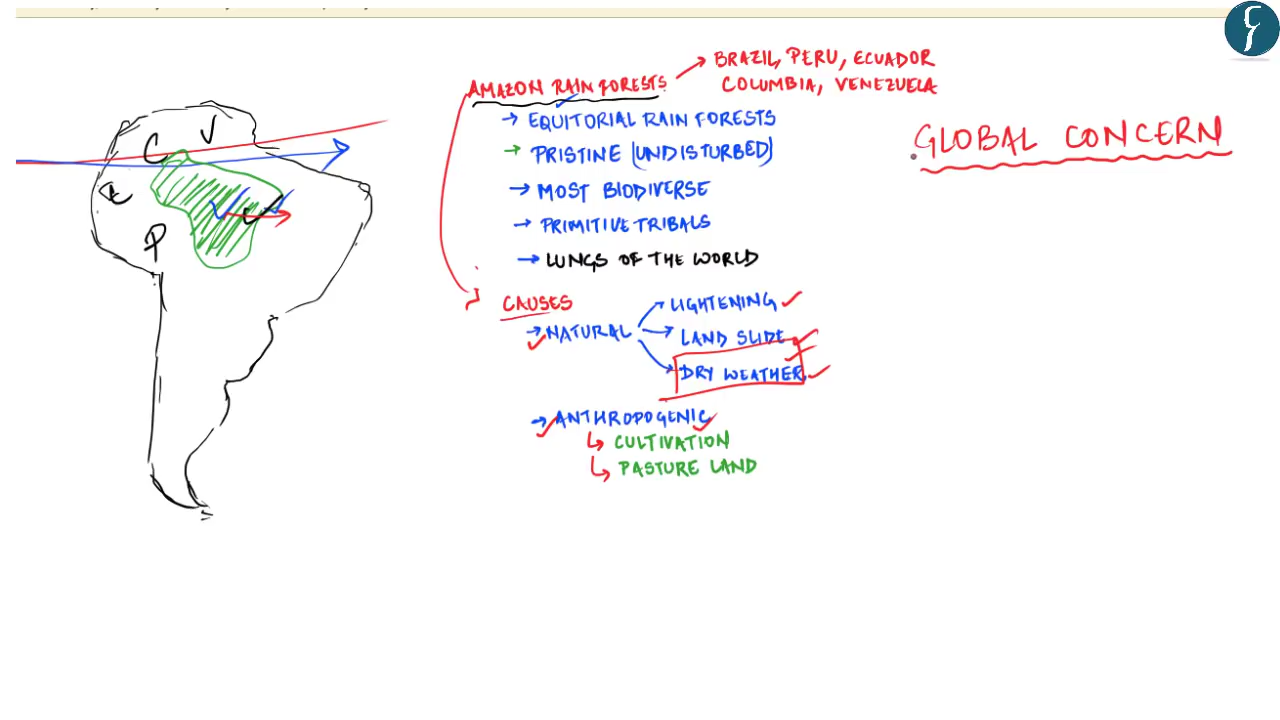 BRAZIL, PERU, ECUADOR
COLUMBIA, VENEZUELA
AMAZON RAIN FORESTS
→ EQUITORIAL RAIN FORESTS
→ PRISTINE (UNDISTURBED)
→ MOST BIODIVERSE
→ PRIMITIVE TRIBALS
→ LUNGS OF THE WORLD
CAUSES
→ NATURAL
LIGHTENING
LAND SLIDE
DRY WEATHER
→ ANTHROPOGENIC
CULTIVATION
PASTURE LAND
GLOBAL CONCERN
C
V
E
P